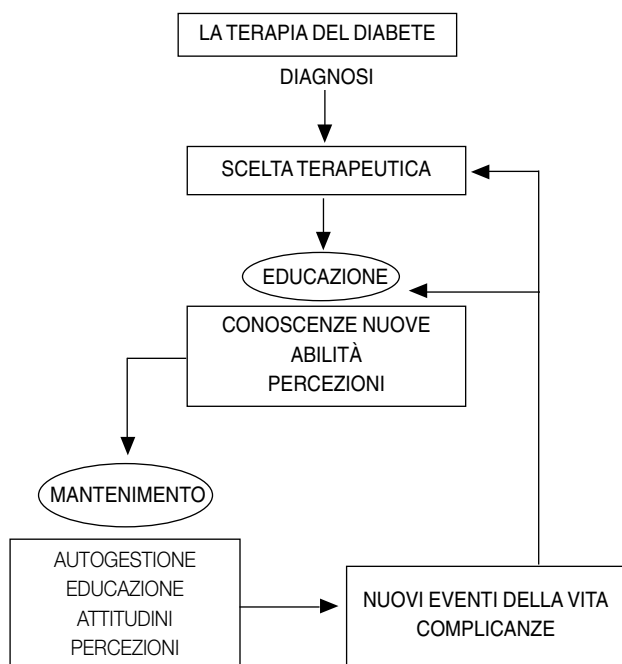 LA TERAPIA DEL DIABETE
DIAGNOSI
SCELTA TERAPEUTICA
EDUCAZIONE
CONOSCENZE NUOVE
ABILITÀ
PERCEZIONI
MANTENIMENTO
AUTOGESTIONE
EDUCAZIONE
ATTITUDINI
PERCEZIONI
NUOVI EVENTI DELLA VITA
COMPLICANZE